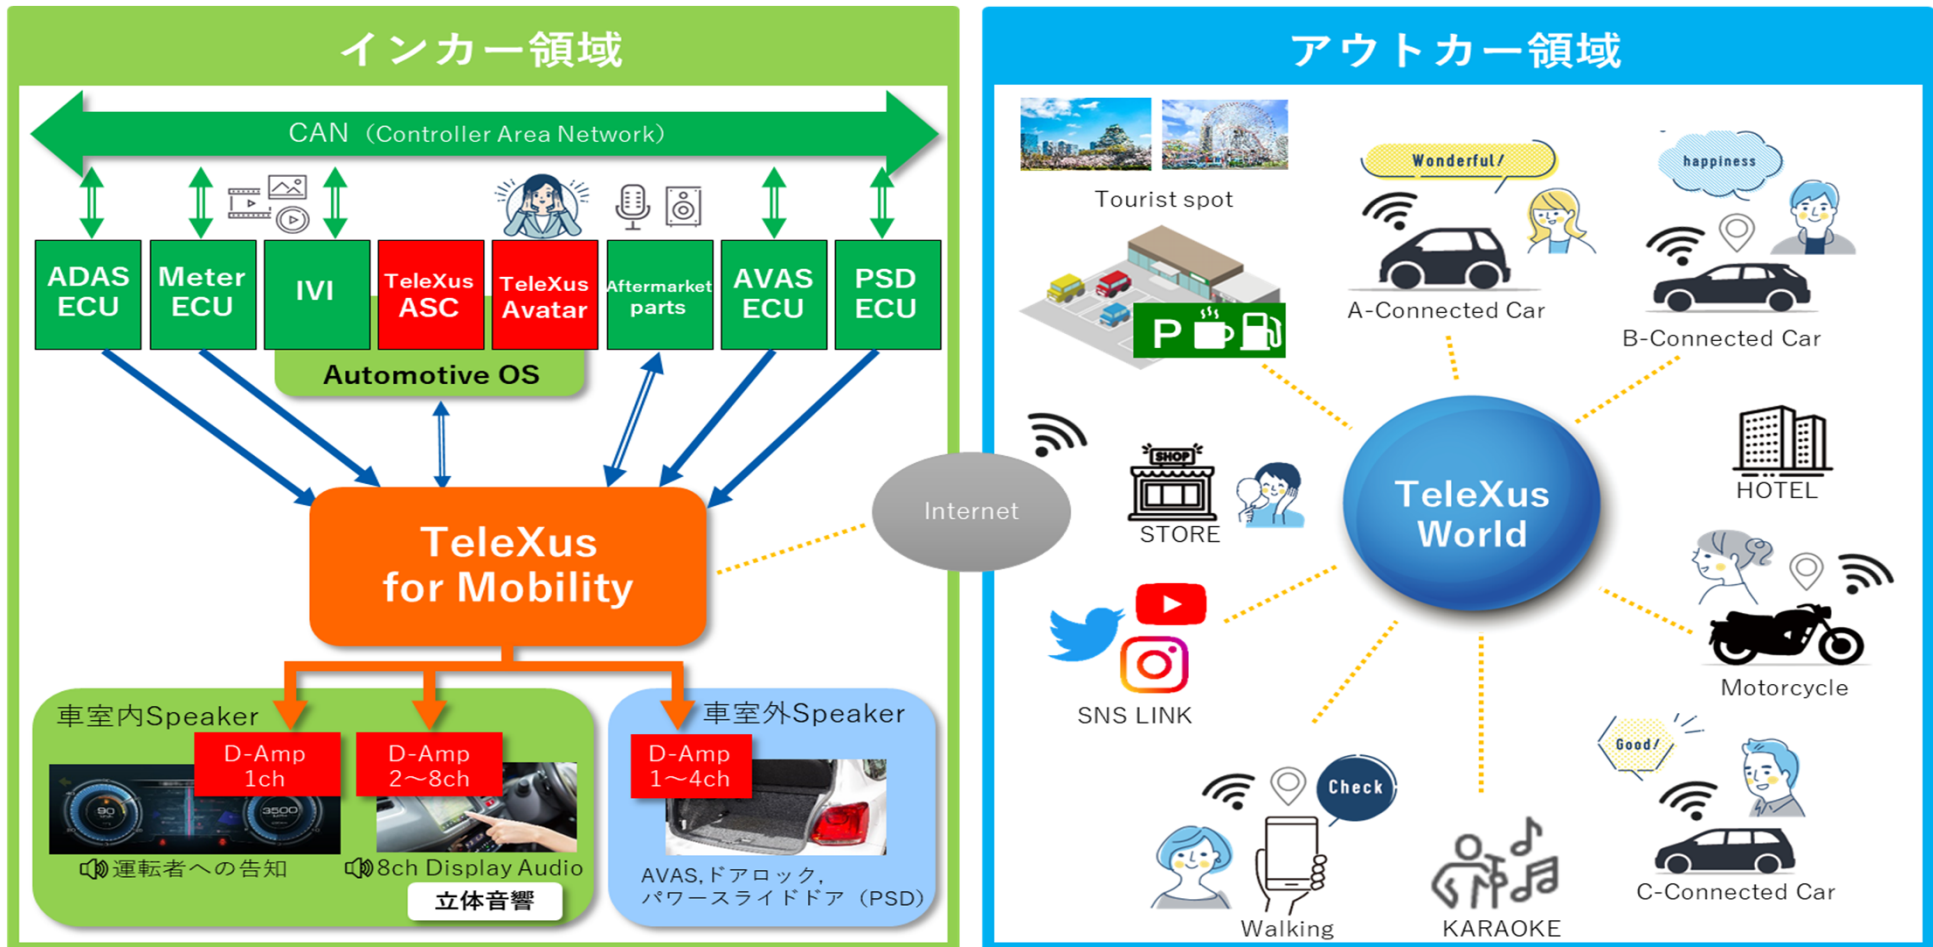 インカー領域
CAN（Controller Area Network）
ADAS
ECU
Meter
ECU
IVI
TeleXus
ASC
TeleXus
Avatar
Aftermarket
parts
AVAS
ECU
PSD
ECU
Automotive OS
TeleXus
for Mobility
車室内Speaker
D-Amp
1ch
D-Amp
2～8ch
運転者への告知
8ch Display Audio
立体音響
車室外Speaker
D-Amp
1～4ch
AVAS,ドアロック,
パワースライドドア（PSD）
Internet
アウトカー領域
Tourist spot
P
Wonderful!
A-Connected Car
happiness
B-Connected Car
SHOP
STORE
TeleXus
World
HOTEL
SNS LINK
Motorcycle
Check
Walking
KARAOKE
Good!
C-Connected Car
90
3500